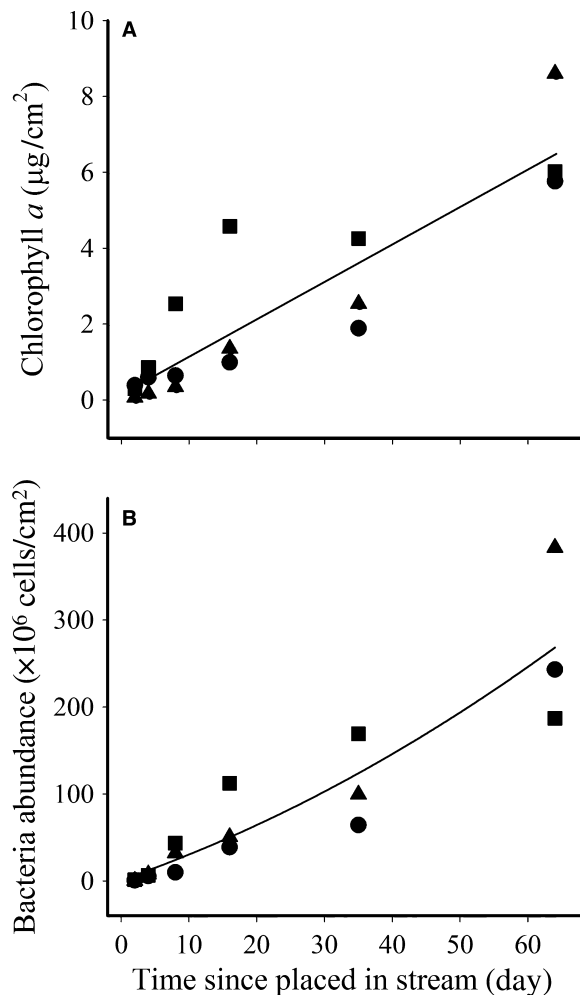 A
10
8
6
4
2
0
Chlorophyll a (μg/cm²)
B
400
300
200
100
0
Bacteria abundance (×10⁶ cells/cm²)
0 10 20 30 40 50 60
Time since placed in stream (day)